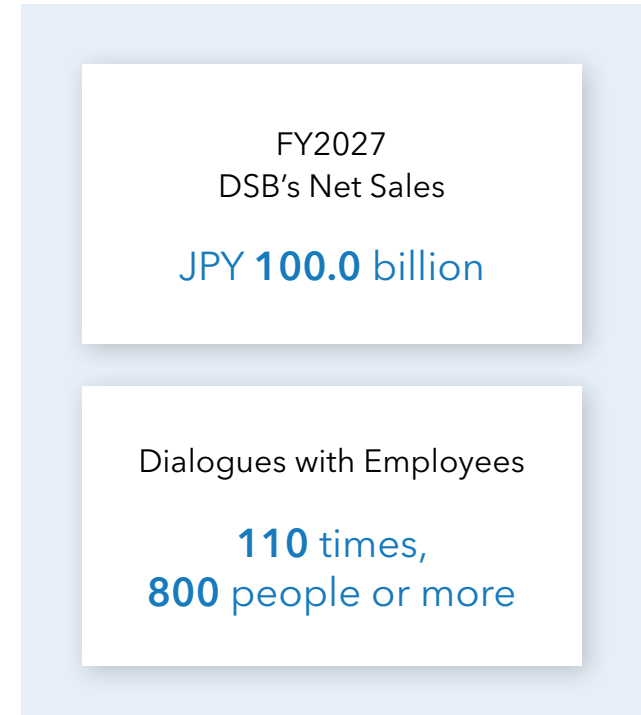 FY2027
DSB’s Net Sales
JPY 100.0 billion
Dialogues with Employees
110 times,
800 people or more